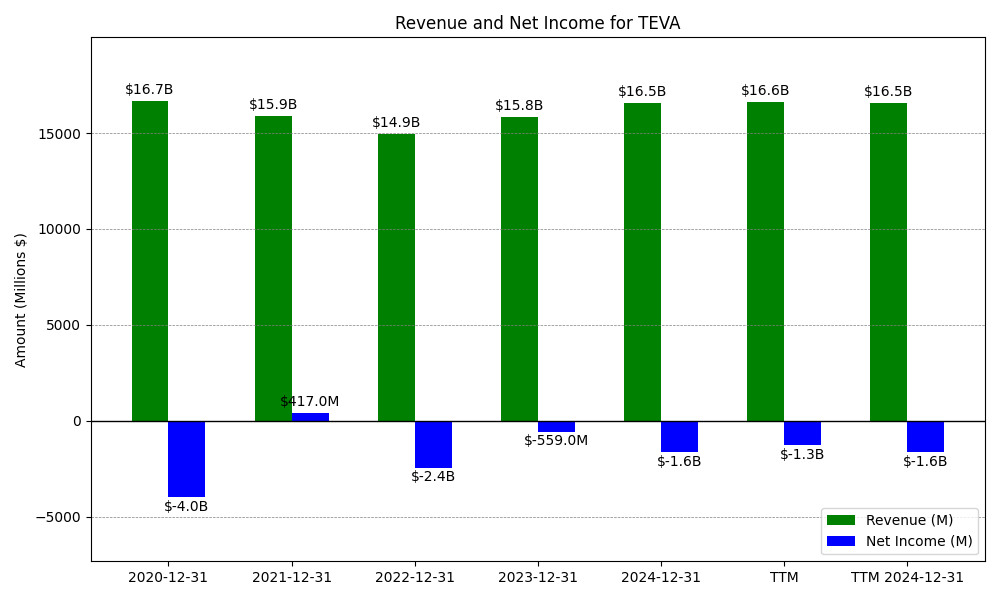 Revenue and Net Income for TEVA
Amount (Millions $)
15000
10000
5000
0
−5000
$16.7B
$15.9B
$14.9B
$15.8B
$16.5B
$16.6B
$16.5B
$-4.0B
$417.0M
$-2.4B
$-559.0M
$-1.6B
$-1.3B
$-1.6B
Revenue (M)
Net Income (M)
2020-12-31
2021-12-31
2022-12-31
2023-12-31
2024-12-31
TTM
TTM 2024-12-31